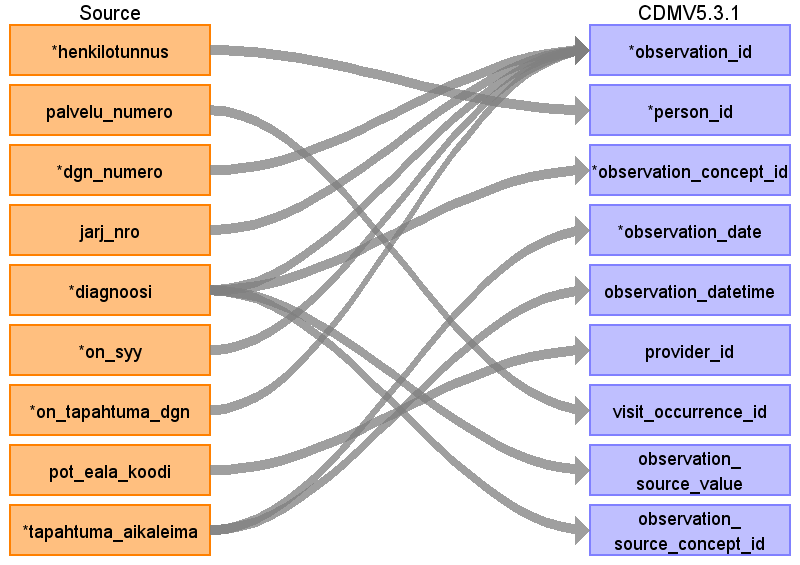 Source
CDMV5.3.1
*henkilotunnus
*observation_id
palvelu_numero
*person_id
*dgn_numero
*observation_concept_id
jarj_nro
*observation_date
*diagnoosi
observation_datetime
*on_syy
provider_id
*on_tapahtuma_dgn
visit_occurrence_id
pot_eala_koodi
observation_
source_value
*tapahtuma_aikaleima
observation_
source_concept_id